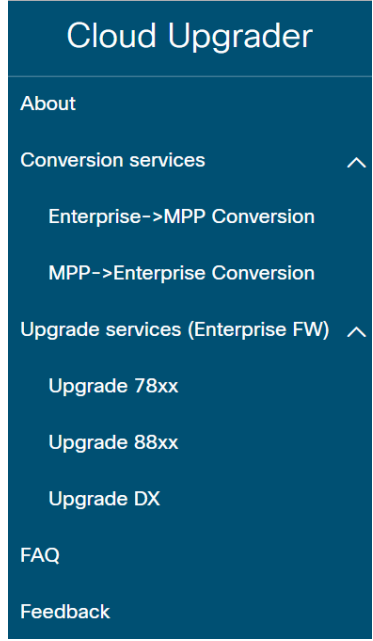 Cloud Upgrader
About
Conversion services
Enterprise->MPP Conversion
MPP->Enterprise Conversion
Upgrade services (Enterprise FW)
Upgrade 78xx
Upgrade 88xx
Upgrade DX
FAQ
Feedback